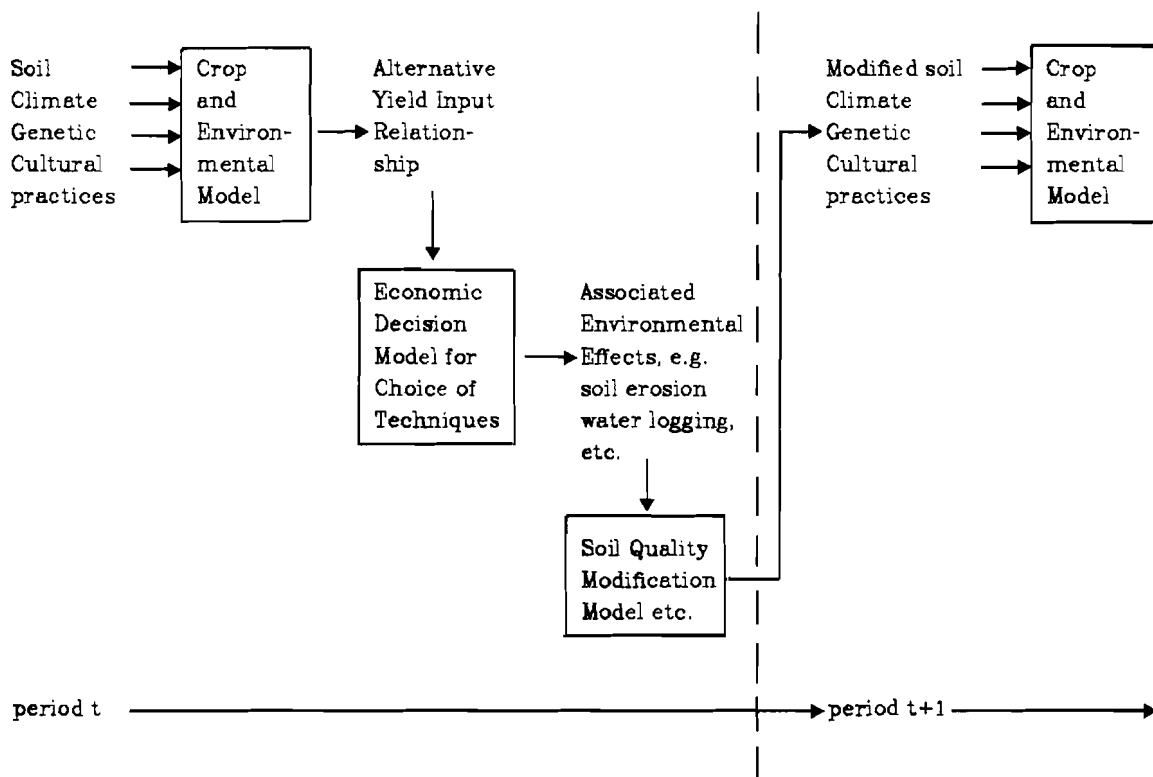 Soil
Climate
Genetic
Cultural
practices
Crop
and
Environ-
mental
Model
Alternative
Yield Input
Relation-
ship
Economic
Decision
Model for
Choice of
Techniques
Associated
Environmental
Effects, e.g.
soil erosion
water logging,
etc.
Soil Quality
Modification
Model etc.
Modified soil
Climate
Genetic
Cultural
practices
Crop
and
Environ-
mental
Model
period t
period t+1